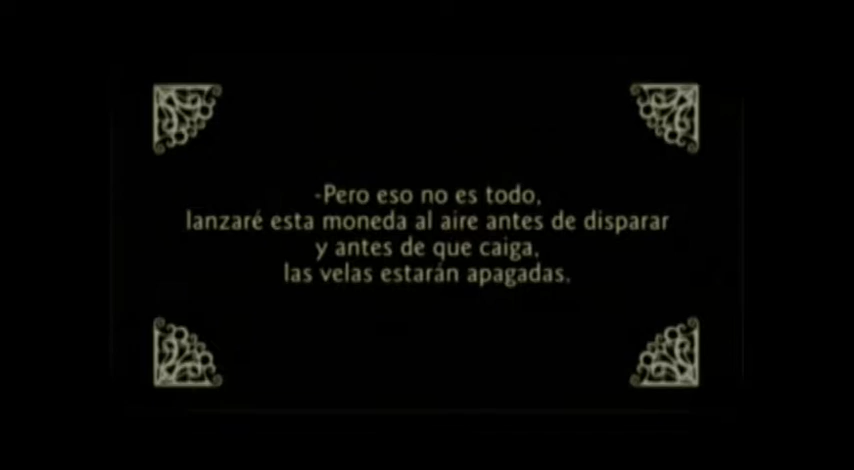 -Pero eso no es todo,
lanzaré esta moneda al aire antes de disparar
y antes de que caiga,
las velas estarán apagadas.